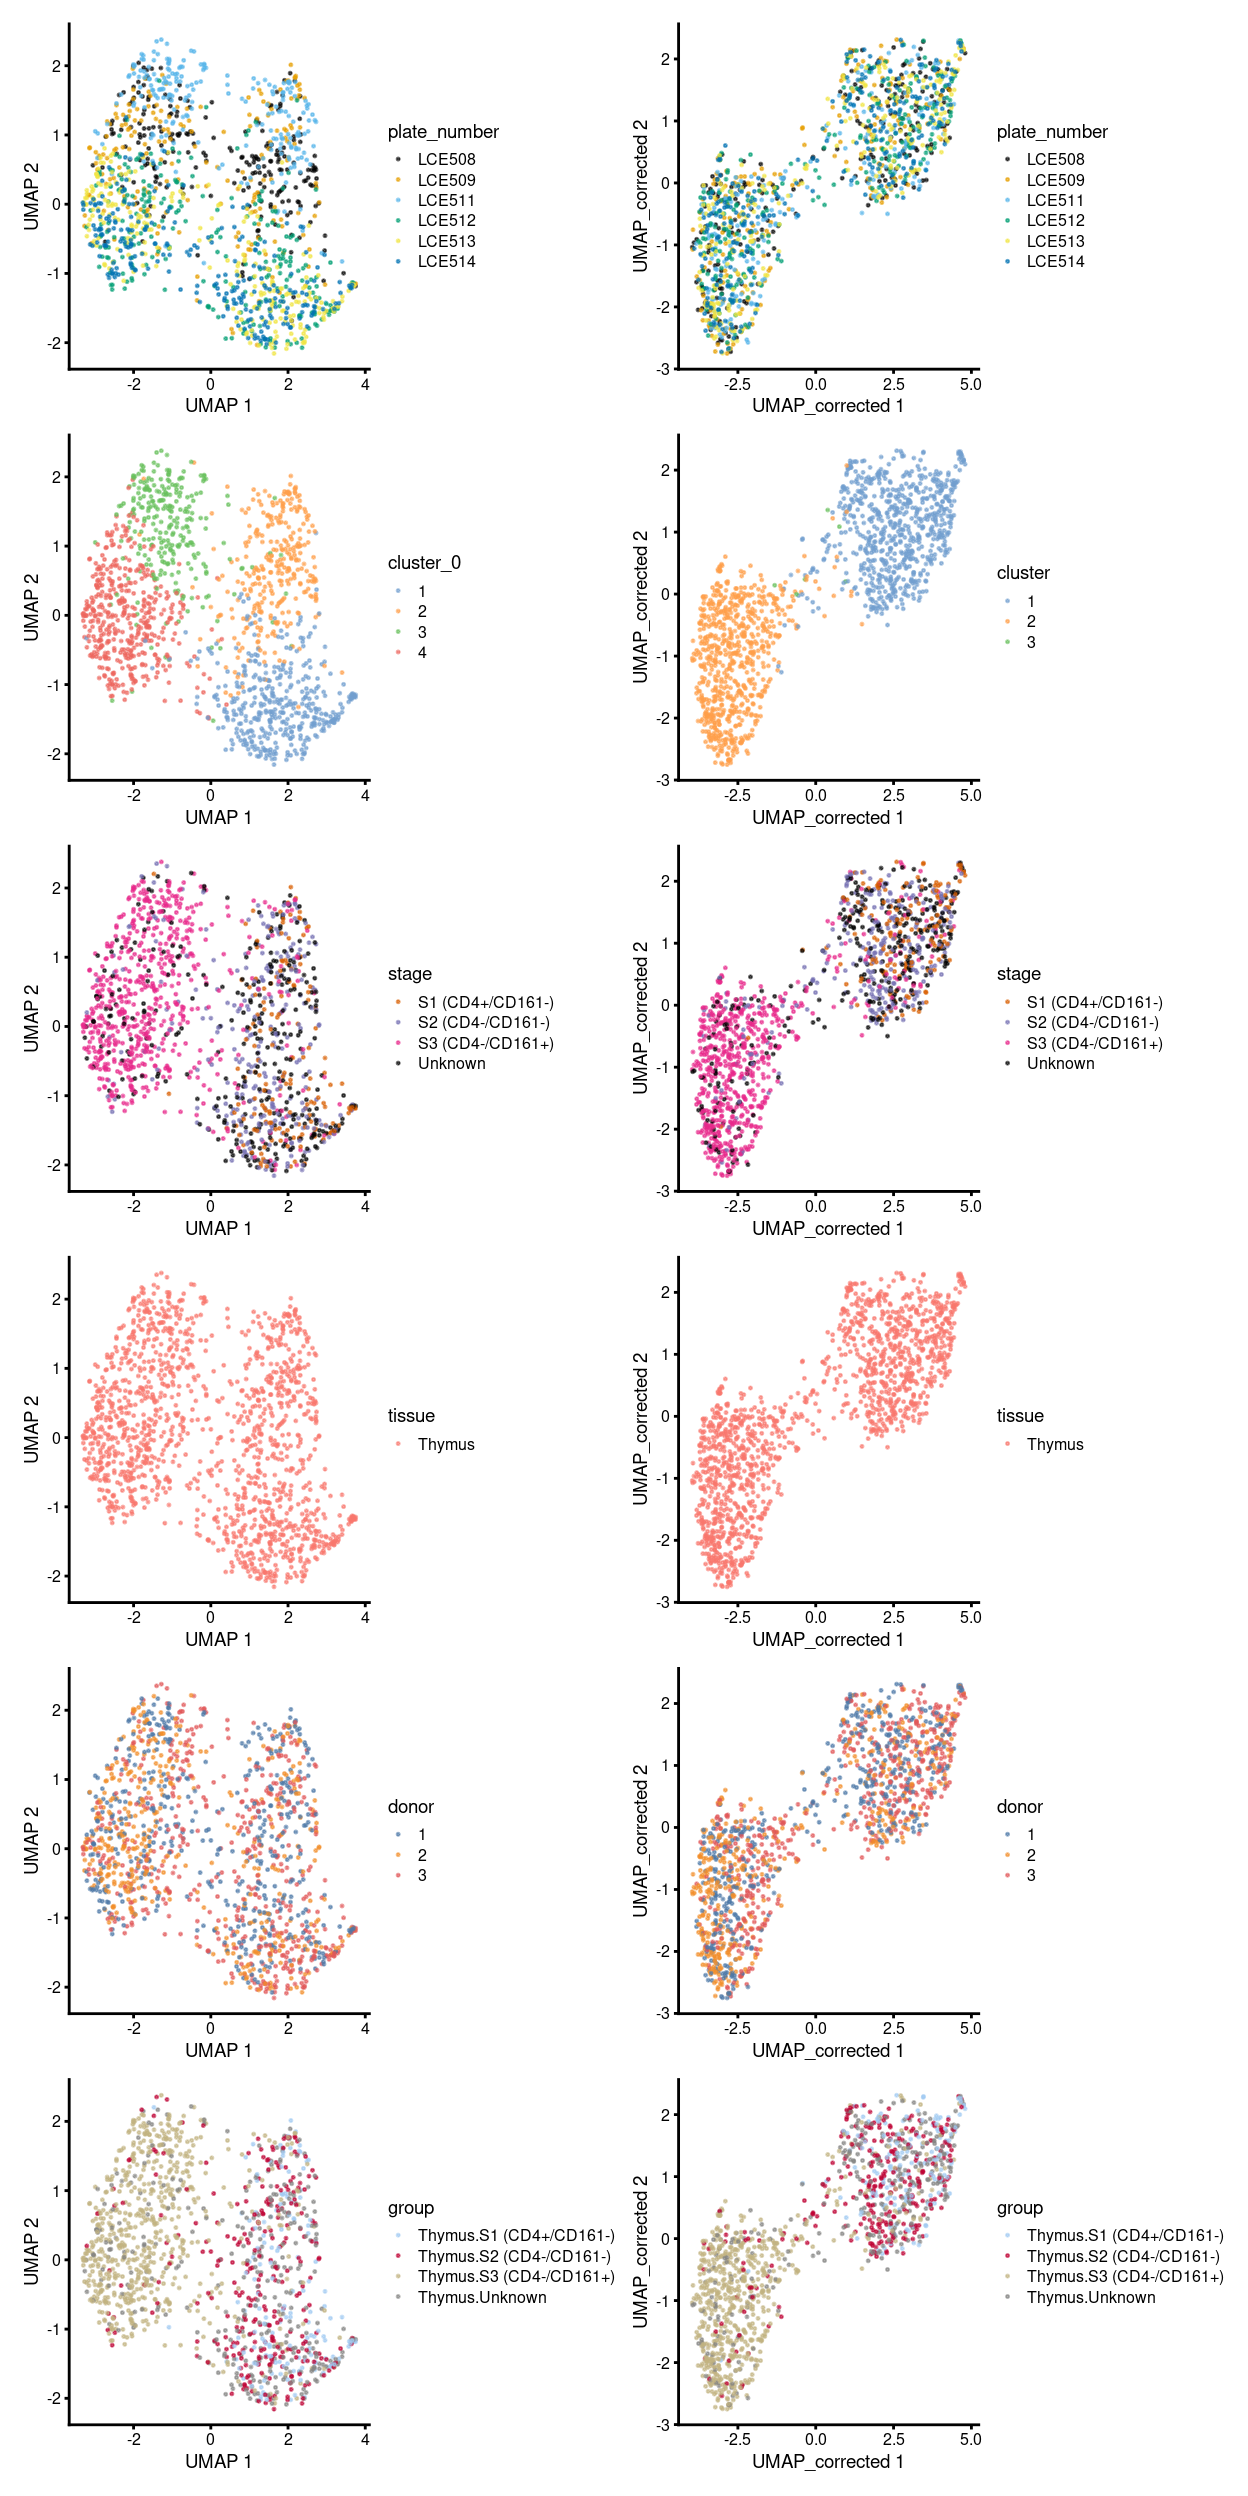 2
1
0
-1
-2
UMAP 2
-2
0
2
4
UMAP 1
plate_number
LCE508
LCE509
LCE511
LCE512
LCE513
LCE514
2
1
0
-1
-2
-3
UMAP_corrected 2
-2.5
0.0
2.5
5.0
UMAP_corrected 1
plate_number
LCE508
LCE509
LCE511
LCE512
LCE513
LCE514
2
1
0
-1
-2
UMAP 2
-2
0
2
4
UMAP 1
cluster_0
1
2
3
4
2
1
0
-1
-2
-3
UMAP_corrected 2
-2.5
0.0
2.5
5.0
UMAP_corrected 1
cluster
1
2
3
2
1
0
-1
-2
UMAP 2
-2
0
2
4
UMAP 1
stage
S1 (CD4+/CD161-)
S2 (CD4-/CD161-)
S3 (CD4-/CD161+)
Unknown
2
1
0
-1
-2
-3
UMAP_corrected 2
-2.5
0.0
2.5
5.0
UMAP_corrected 1
stage
S1 (CD4+/CD161-)
S2 (CD4-/CD161-)
S3 (CD4-/CD161+)
Unknown
2
1
0
-1
-2
UMAP 2
-2
0
2
4
UMAP 1
tissue
Thymus
2
1
0
-1
-2
-3
UMAP_corrected 2
-2.5
0.0
2.5
5.0
UMAP_corrected 1
tissue
Thymus
2
1
0
-1
-2
UMAP 2
-2
0
2
4
UMAP 1
donor
1
2
3
2
1
0
-1
-2
-3
UMAP_corrected 2
-2.5
0.0
2.5
5.0
UMAP_corrected 1
donor
1
2
3
2
1
0
-1
-2
UMAP 2
-2
0
2
4
UMAP 1
group
Thymus.S1 (CD4+/CD161-)
Thymus.S2 (CD4-/CD161-)
Thymus.S3 (CD4-/CD161+)
Thymus.Unknown
2
1
0
-1
-2
-3
UMAP_corrected 2
-2.5
0.0
2.5
5.0
UMAP_corrected 1
group
Thymus.S1 (CD4+/CD161-)
Thymus.S2 (CD4-/CD161-)
Thymus.S3 (CD4-/CD161+)
Thymus.Unknown